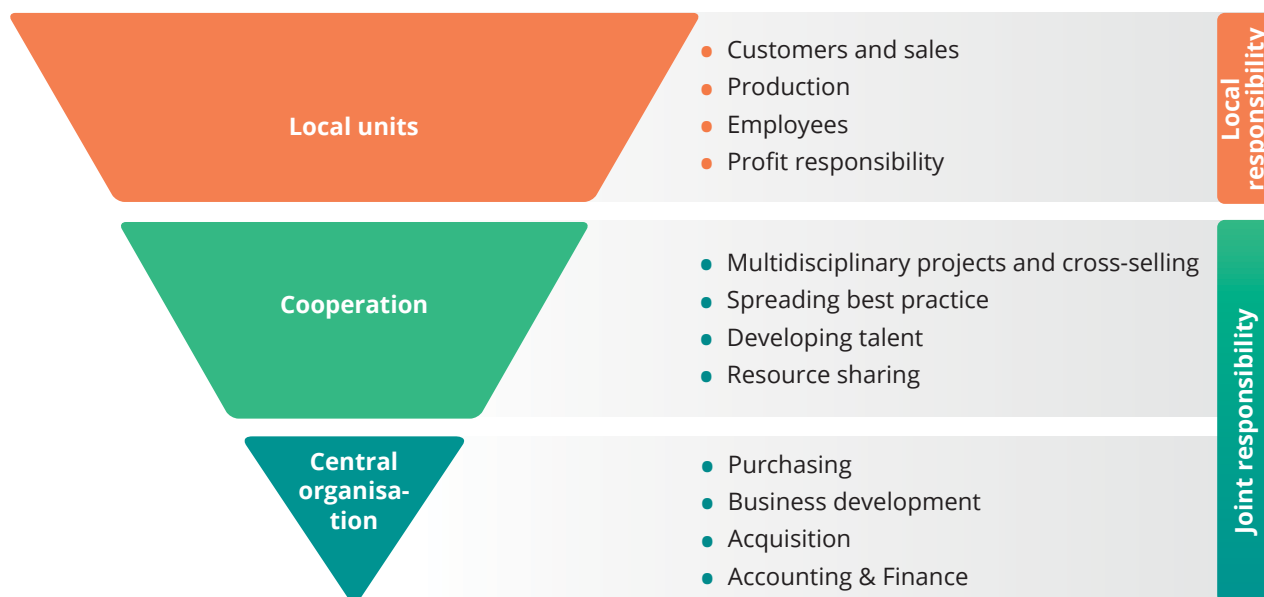 Local units
• Customers and sales
• Production
• Employees
• Profit responsibility
Local
responsibility
Cooperation
• Multidisciplinary projects and cross-selling
• Spreading best practice
• Developing talent
• Resource sharing
Central
organisa-
tion
• Purchasing
• Business development
• Acquisition
• Accounting & Finance
Joint responsibility